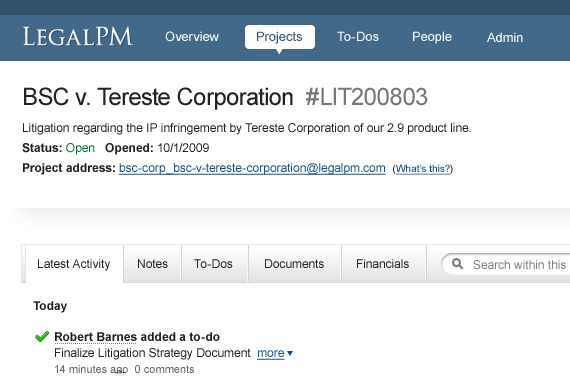 LegalPM Overview Projects To-Dos People Admin
BSC v. Tereste Corporation #LIT200803
Litigation regarding the IP infringement by Tereste Corporation of our 2.9 product line.
Status: Open Opened: 10/1/2009
Project address: bsc-corp_bsc-v-tereste-corporation@legalpm.com (What's this?)
Latest Activity Notes To-Dos Documents Financials Search within this
Today
Robert Barnes added a to-do
Finalize Litigation Strategy Document more ▾
14 minutes ago 0 comments